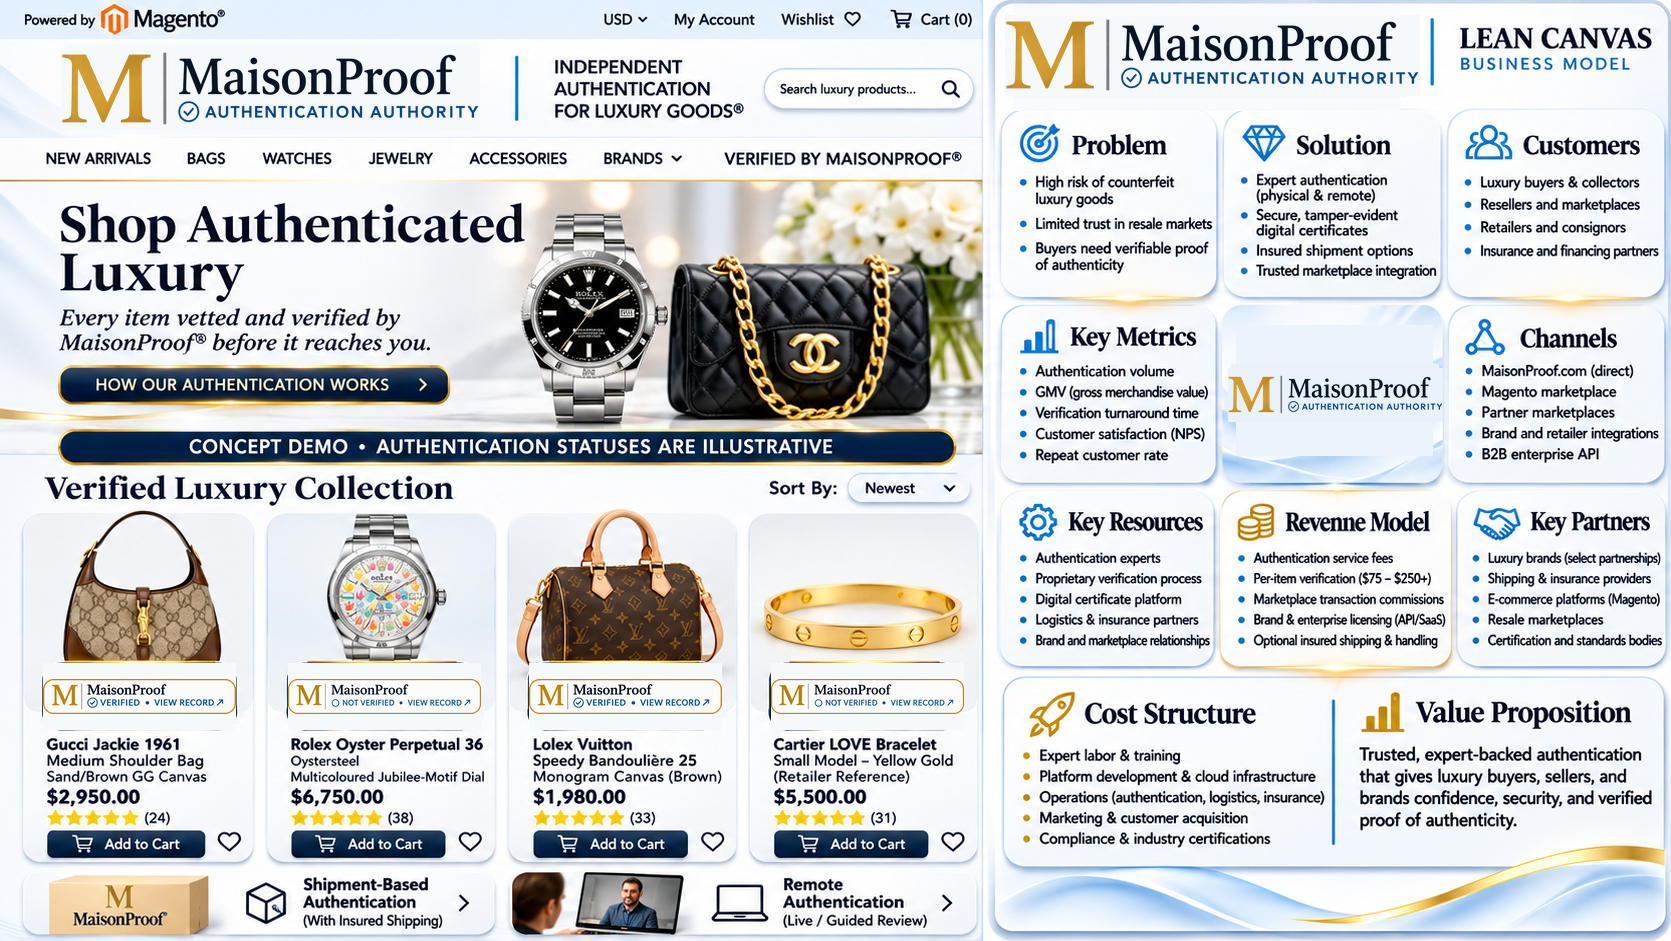 Powered by Magento®
USD
My Account
Wishlist
Cart (0)
M MaisonProof
AUTHENTICATION AUTHORITY
INDEPENDENT
AUTHENTICATION
FOR LUXURY GOODS®
Search luxury products...
NEW ARRIVALS
BAGS
WATCHES
JEWELRY
ACCESSORIES
BRANDS
VERIFIED BY MAISONPROOF®
Shop Authenticated
Luxury
Every item vetted and verified by
MaisonProof® before it reaches you.
HOW OUR AUTHENTICATION WORKS
ROLEX
CONCEPT DEMO • AUTHENTICATION STATUSES ARE ILLUSTRATIVE
Verified Luxury Collection
Sort By:
Newest
M MaisonProof
VERIFIED • VIEW RECORD
Gucci Jackie 1961
Medium Shoulder Bag
Sand/Brown GG Canvas
$2,950.00
(24)
Add to Cart
M MaisonProof
NOT VERIFIED • VIEW RECORD
Rolex Oyster Perpetual 36
Oystersteel
Multicoloured Jubilee-Motif Dial
$6,750.00
(38)
Add to Cart
M MaisonProof
VERIFIED • VIEW RECORD
Lolex Vuitton
Speedy Bandoulière 25
Monogram Canvas (Brown)
$1,980.00
(33)
Add to Cart
M MaisonProof
NOT VERIFIED • VIEW RECORD
Cartier LOVE Bracelet
Small Model – Yellow Gold
(Retailer Reference)
$5,500.00
(31)
Add to Cart
M
MaisonProof®
Shipment-Based
Authentication
(With Insured Shipping)
Remote
Authentication
(Live / Guided Review)
M MaisonProof
AUTHENTICATION AUTHORITY
LEAN CANVAS
BUSINESS MODEL
Problem
• High risk of counterfeit
luxury goods
• Limited trust in resale markets
• Buyers need verifiable proof
of authenticity
Solution
• Expert authentication
(physical & remote)
• Secure, tamper-evident
digital certificates
• Insured shipment options
• Trusted marketplace integration
Customers
• Luxury buyers & collectors
• Resellers and marketplaces
• Retailers and consignors
• Insurance and financing partners
Key Metrics
• Authentication volume
• GMV (gross merchandise value)
• Verification turnaround time
• Customer satisfaction (NPS)
• Repeat customer rate
M MaisonProof
AUTHENTICATION AUTHORITY
Channels
• MaisonProof.com (direct)
• Magento marketplace
• Partner marketplaces
• Brand and retailer integrations
• B2B enterprise API
Key Resources
• Authentication experts
• Proprietary verification process
• Digital certificate platform
• Logistics & insurance partners
• Brand and marketplace relationships
Revenne Model
• Authentication service fees
• Per-item verification ($75 – $250+)
• Marketplace transaction commissions
• Brand & enterprise licensing (API/SaaS)
• Optional insured shipping & handling
Key Partners
• Luxury brands (select partnerships)
• Shipping & insurance providers
• E-commerce platforms (Magento)
• Resale marketplaces
• Certification and standards bodies
Cost Structure
• Expert labor & training
• Platform development & cloud infrastructure
• Operations (authentication, logistics, insurance)
• Marketing & customer acquisition
• Compliance & industry certifications
Value Proposition
Trusted, expert-backed authentication
that gives luxury buyers, sellers, and
brands confidence, security, and verified
proof of authenticity.